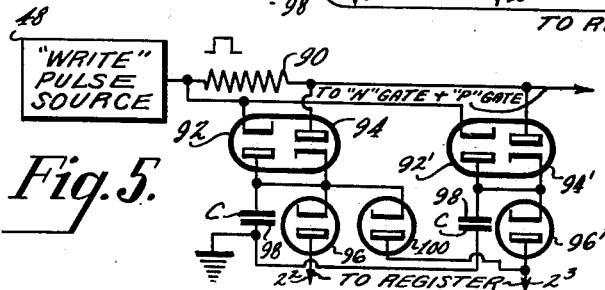 98
TO R
48
"WRITE"
PULSE
SOURCE
90
TO "N" GATE + "P" GATE
92
94
92'
94'
Fig. 5.
C
98
96
100
98
C
96'
2² TO REGISTER 2³